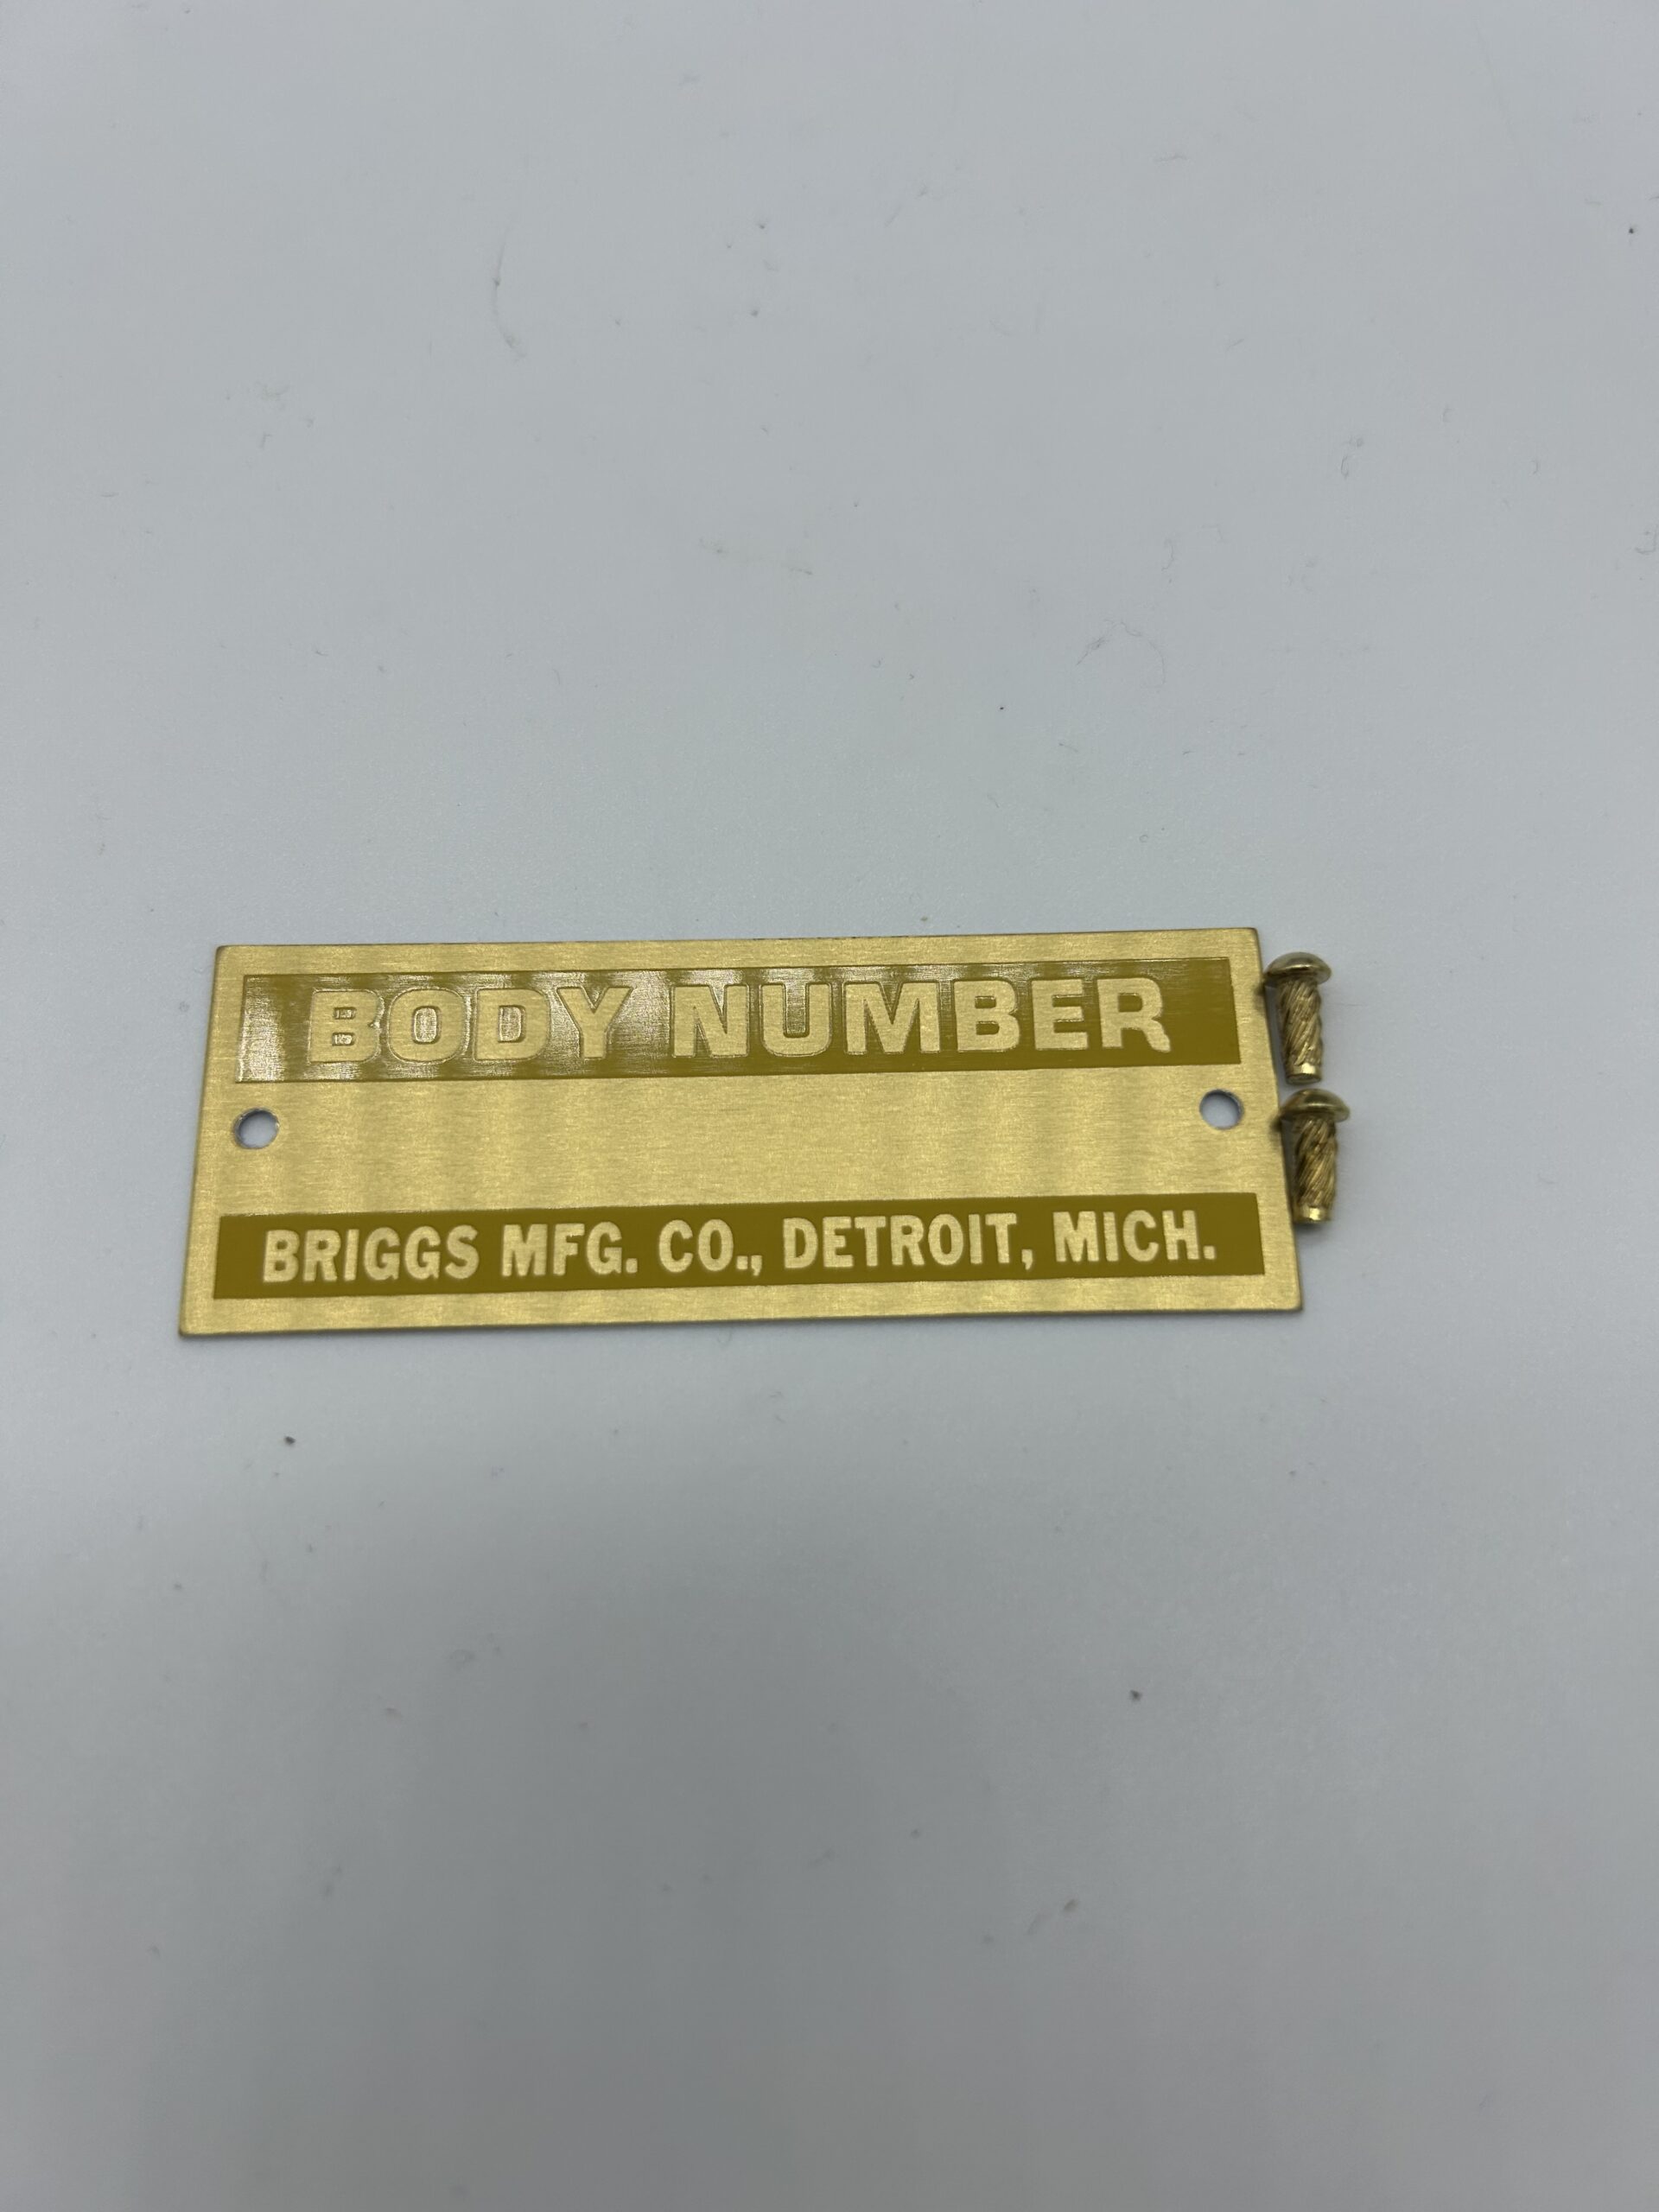 BODY NUMBER
BRIGGS MFG. CO., DETROIT, MICH.